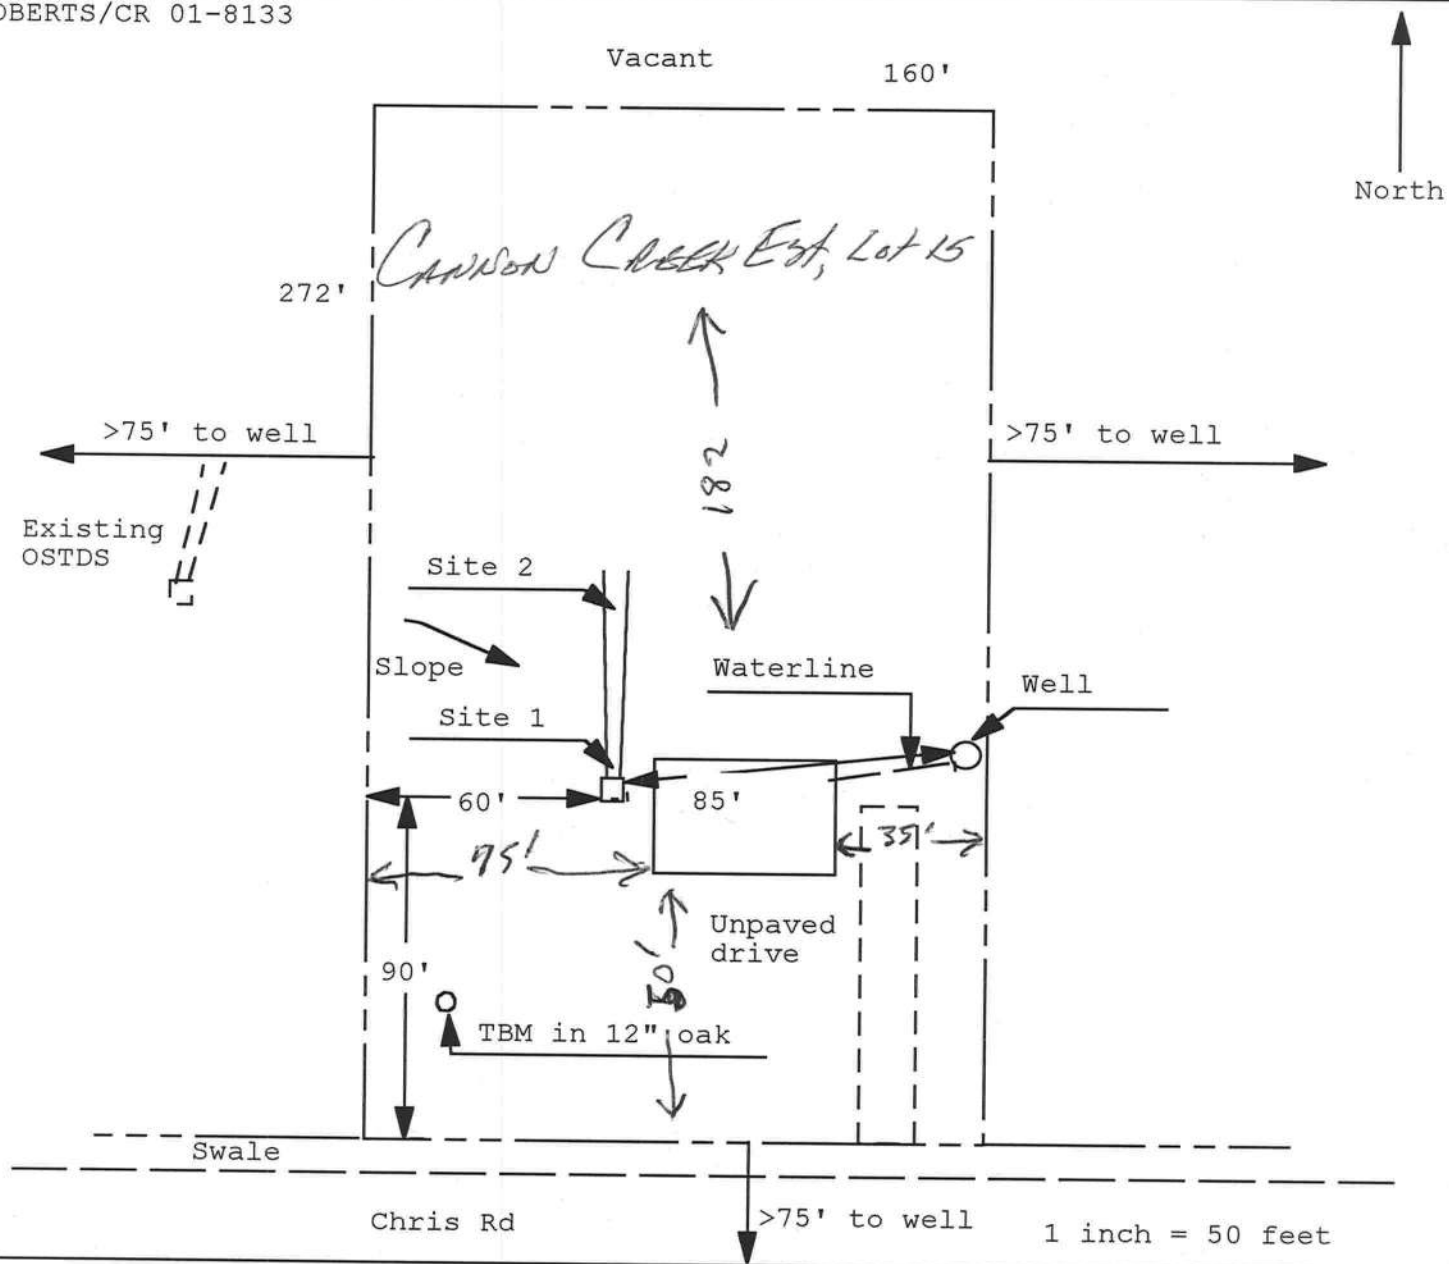 OBERTS/CR 01-8133
Vacant
160'
North
CANNON CREEK Est, Lot 15
272'
>75' to well
>75' to well
182
Existing
OSTDS
Site 2
Slope
Waterline
Well
Site 1
60'
85'
35'
75'
Unpaved
drive
90'
50'
TBM in 12" oak
Swale
Chris Rd
>75' to well
1 inch = 50 feet